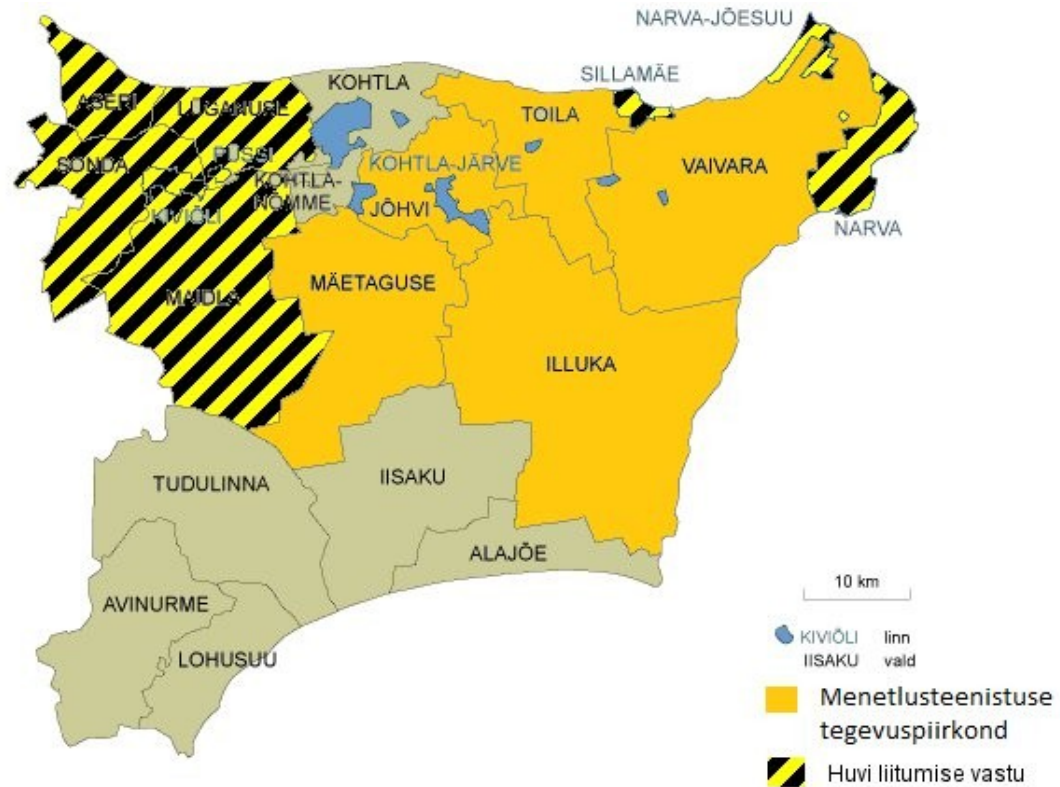 NARVA-JÕESUU
SILLAMÄE
KOHTLA
ASERI
LÜGANUSE
TOILA
VAIVARA
PÜSSI
SONDA
KOHTLA-JÄRVE
KOHTLA-
NÕMME
KIVIÕLI
JÕHVI
NARVA
MÄETAGUSE
MAIDLA
ILLUKA
IISAKU
TUDULINNA
ALAJÕE
AVINURME
LOHUSUU
10 km
KIVIÕLI linn
IISAKU vald
Menetlusteenistuse
tegevuspiirkond
Huvi liitumise vastu